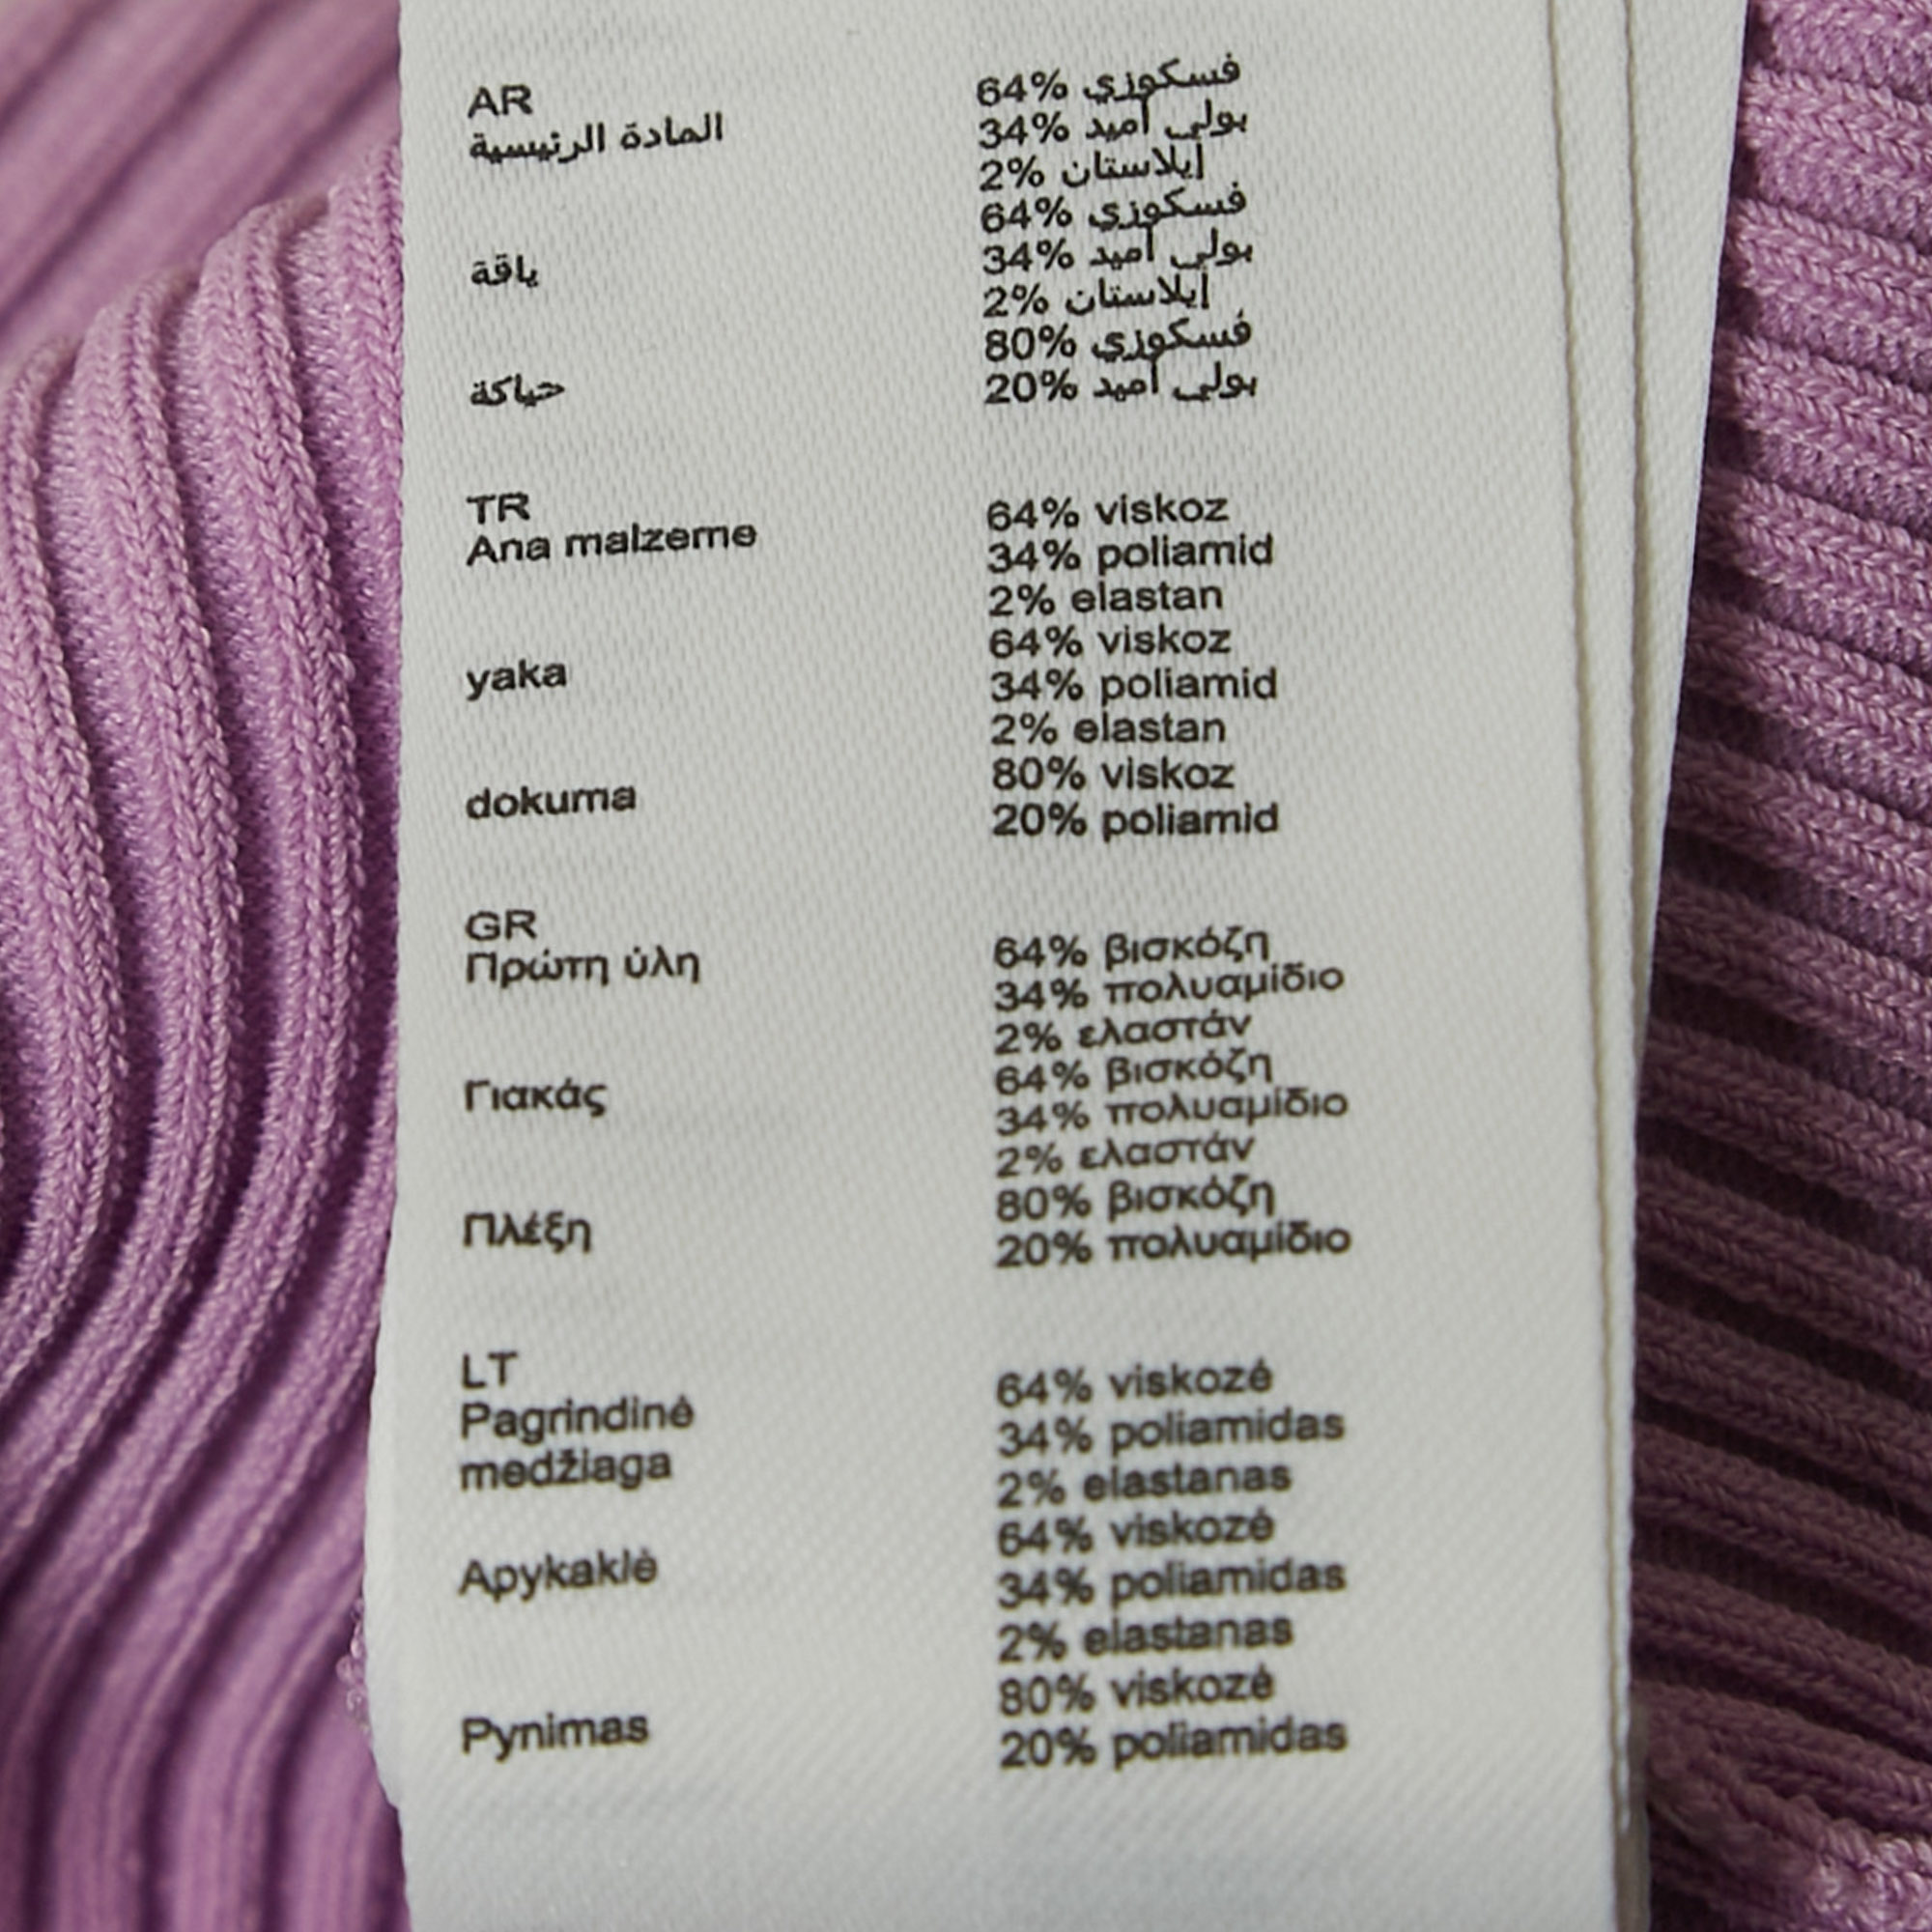 AR
المادة الرئيسية
64% فسكوزي
34% بولي أميد
2% إيلاستان
ياقة
64% فسكوزي
34% بولي أميد
2% إيلاستان
حياكة
80% فسكوزي
20% بولي أميد
TR
Ana malzeme
64% viskoz
34% poliamid
2% elastan
yaka
64% viskoz
34% poliamid
2% elastan
dokuma
80% viskoz
20% poliamid
GR
Πρώτη ύλη
64% βισκόζη
34% πολυαμίδιο
2% ελαστάν
Γιακάς
64% βισκόζη
34% πολυαμίδιο
2% ελαστάν
Πλέξη
80% βισκόζη
20% πολυαμίδιο
LT
Pagrindinė
medžiaga
64% viskozė
34% poliamidas
2% elastanas
Apykaklė
64% viskozė
34% poliamidas
2% elastanas
Pynimas
80% viskozė
20% poliamidas